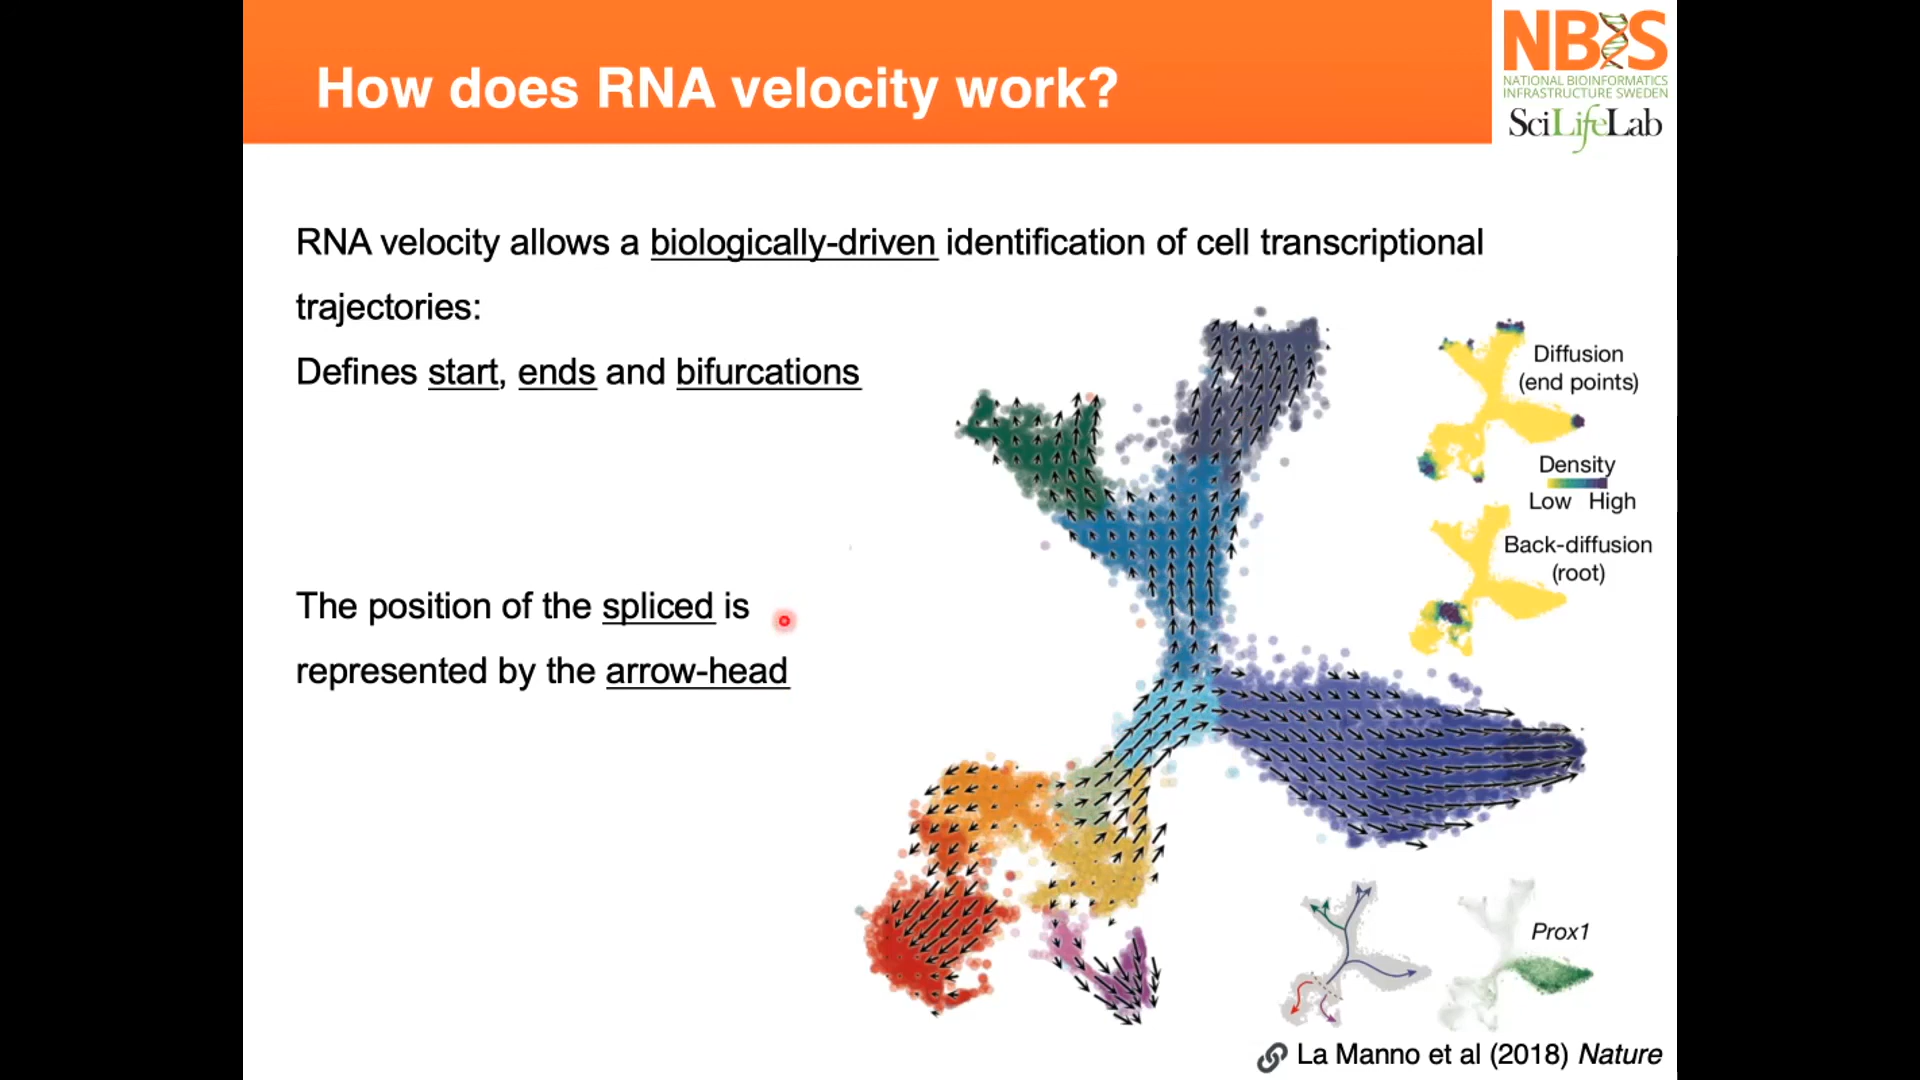 How does RNA velocity work?
NBIS
NATIONAL BIOINFORMATICS
INFRASTRUCTURE SWEDEN
SciLifeLab
RNA velocity allows a biologically-driven identification of cell transcriptional
trajectories:
Defines start, ends and bifurcations
The position of the spliced is
represented by the arrow-head
Diffusion
(end points)
Density
Low High
Back-diffusion
(root)
Prox1
La Manno et al (2018) Nature